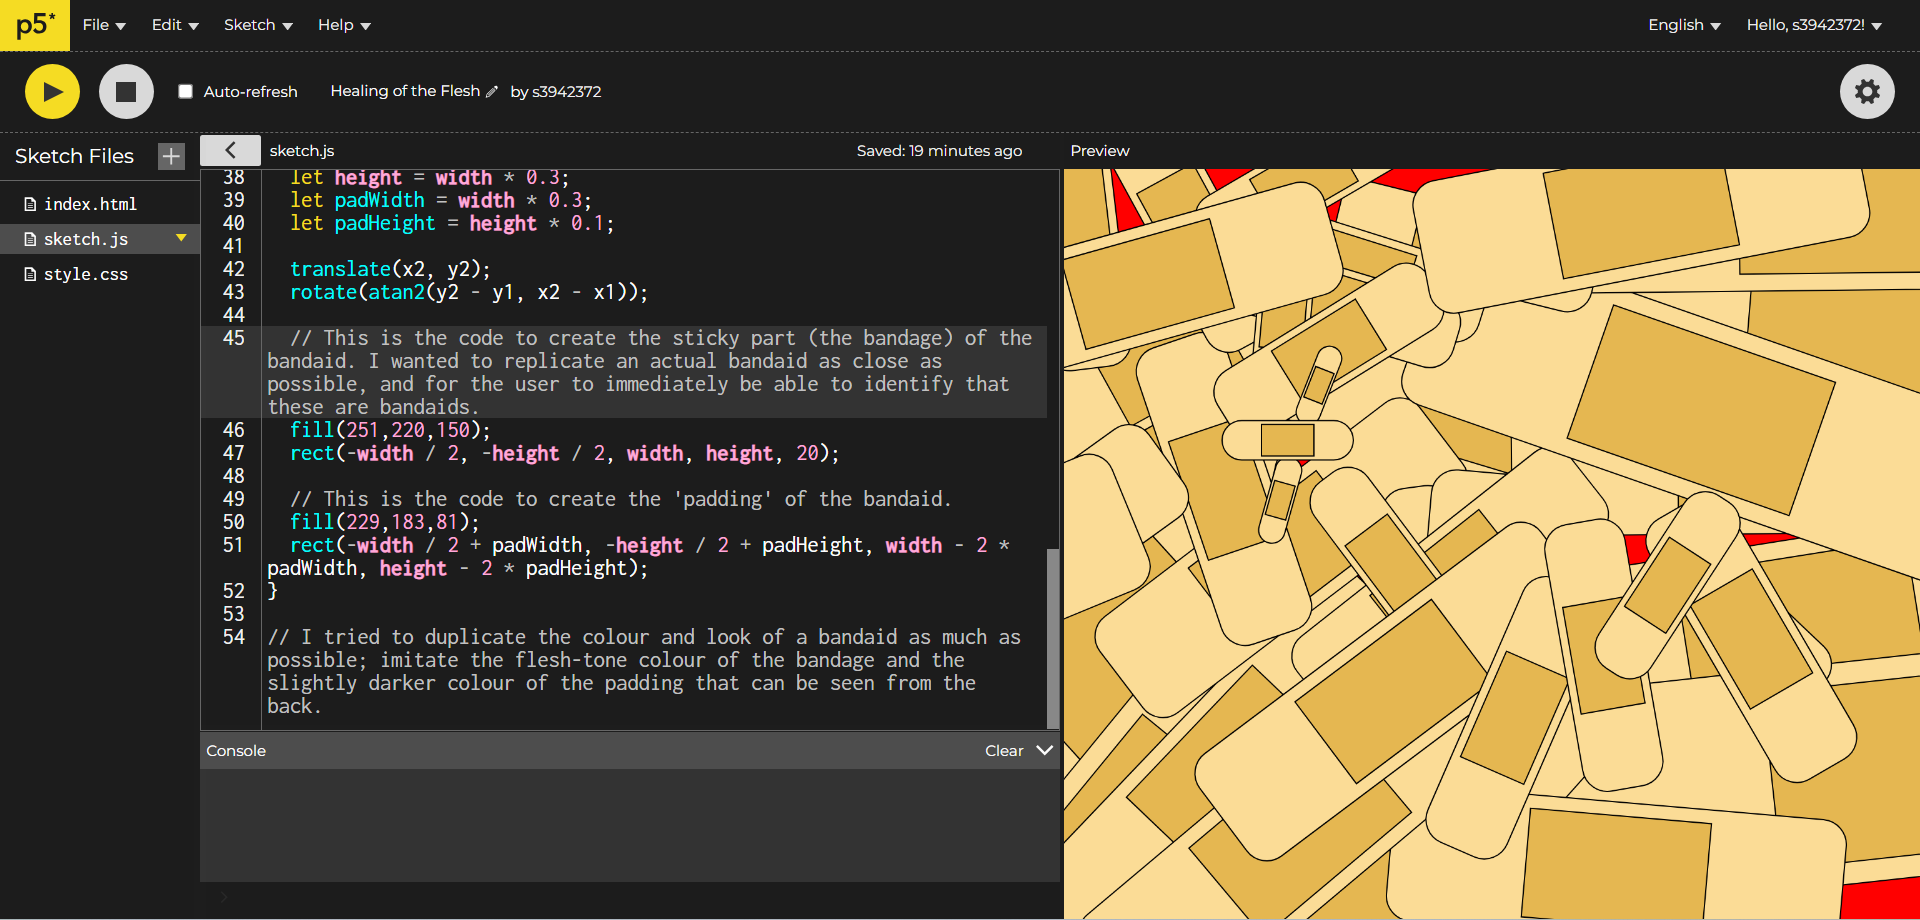 p5* File Edit Sketch Help English Hello, s3942372!
Auto-refresh Healing of the Flesh by s3942372
Sketch Files sketch.js Saved: 19 minutes ago Preview
index.html
sketch.js
style.css
38 let height = width * 0.3;
39 let padWidth = width * 0.3;
40 let padHeight = height * 0.1;
41
42 translate(x2, y2);
43 rotate(atan2(y2 - y1, x2 - x1));
44
45 // This is the code to create the sticky part (the bandage) of the
bandaid. I wanted to replicate an actual bandaid as close as
possible, and for the user to immediately be able to identify that
these are bandaids.
46 fill(251,220,150);
47 rect(-width / 2, -height / 2, width, height, 20);
48
49 // This is the code to create the 'padding' of the bandaid.
50 fill(229,183,81);
51 rect(-width / 2 + padWidth, -height / 2 + padHeight, width - 2 *
padWidth, height - 2 * padHeight);
52 }
53
54 // I tried to duplicate the colour and look of a bandaid as much as
possible; imitate the flesh-tone colour of the bandage and the
slightly darker colour of the padding that can be seen from the
back.
Console Clear